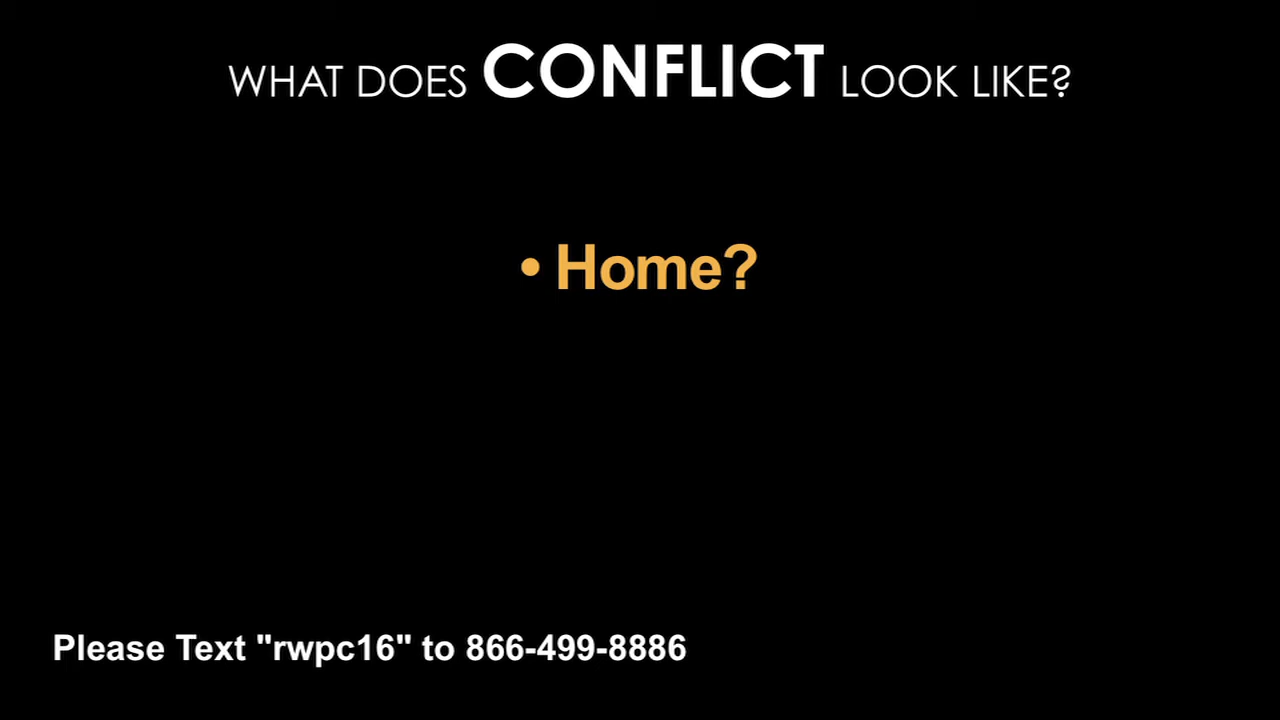 WHAT DOES CONFLICT LOOK LIKE?
• Home?
Please Text "rwpc16" to 866-499-8886